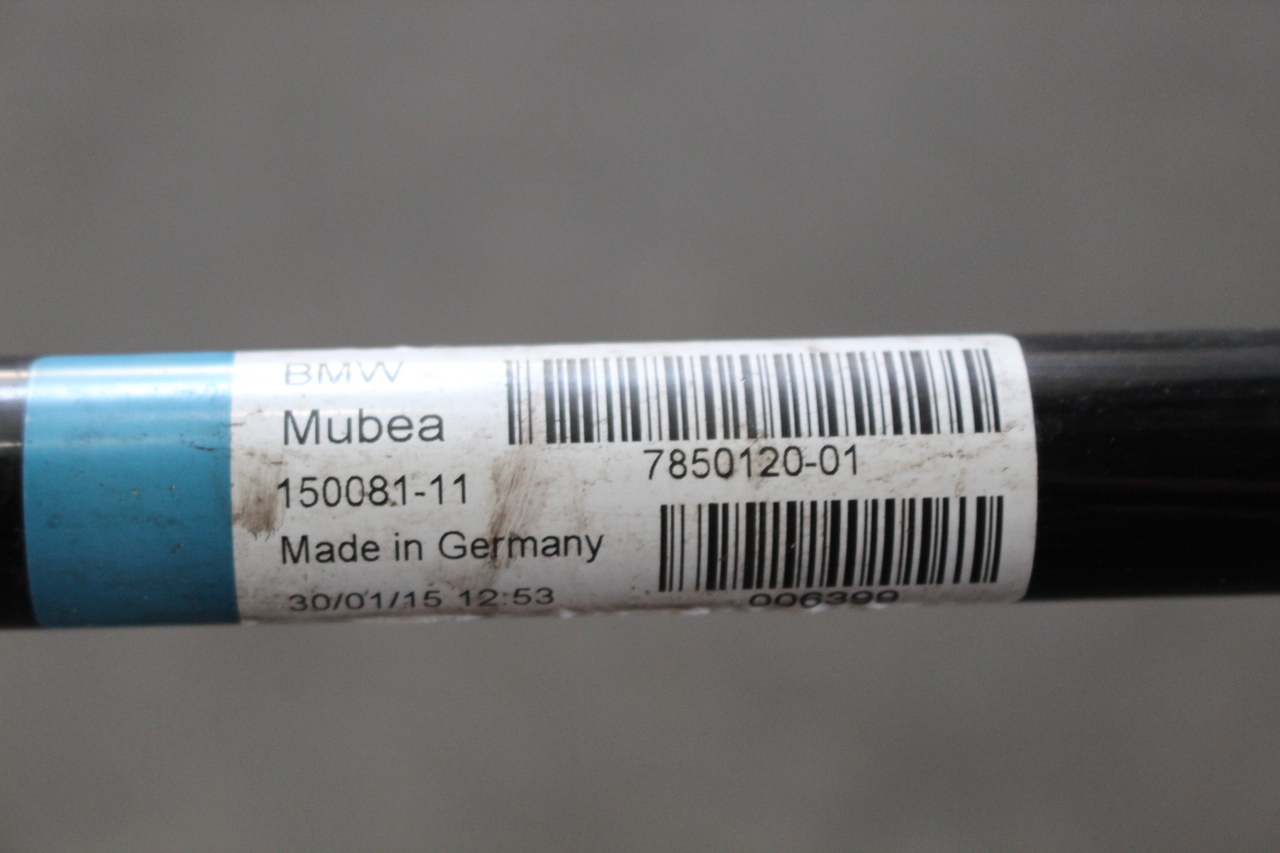 BMW
Mubea
150081-11
Made in Germany
30/01/15 12:53
7850120-01
006399